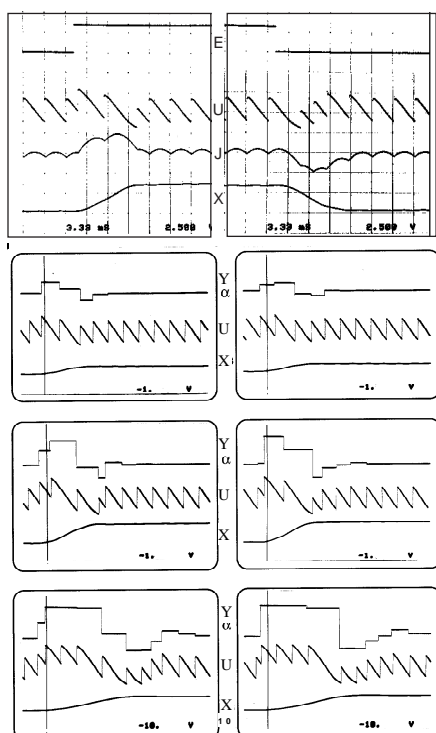 E
U
J
X
3.33 mS 2.500 V
3.33 mS 2.500 V
Y
α
U
X
-1. V
-1. V
Y
α
U
X
-1. V
-1. V
Y
α
U
X
10
-10. V
-10. V